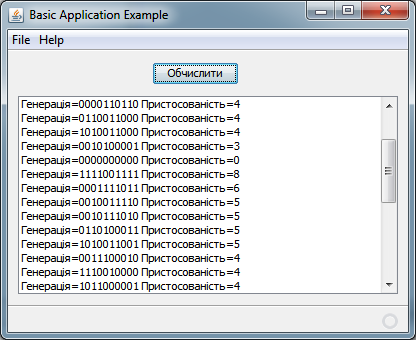 Basic Application Example
File Help
Обчислити
Генерація=0000110110 Пристосованість=4
Генерація=0110011000 Пристосованість=4
Генерація=1010011000 Пристосованість=4
Генерація=0010100001 Пристосованість=3
Генерація=0000000000 Пристосованість=0
Генерація=1111001111 Пристосованість=8
Генерація=0001111011 Пристосованість=6
Генерація=0010011110 Пристосованість=5
Генерація=0010111010 Пристосованість=5
Генерація=0110100011 Пристосованість=5
Генерація=1010011001 Пристосованість=5
Генерація=0011100010 Пристосованість=4
Генерація=1110010000 Пристосованість=4
Генерація=1011000001 Пристосованість=4